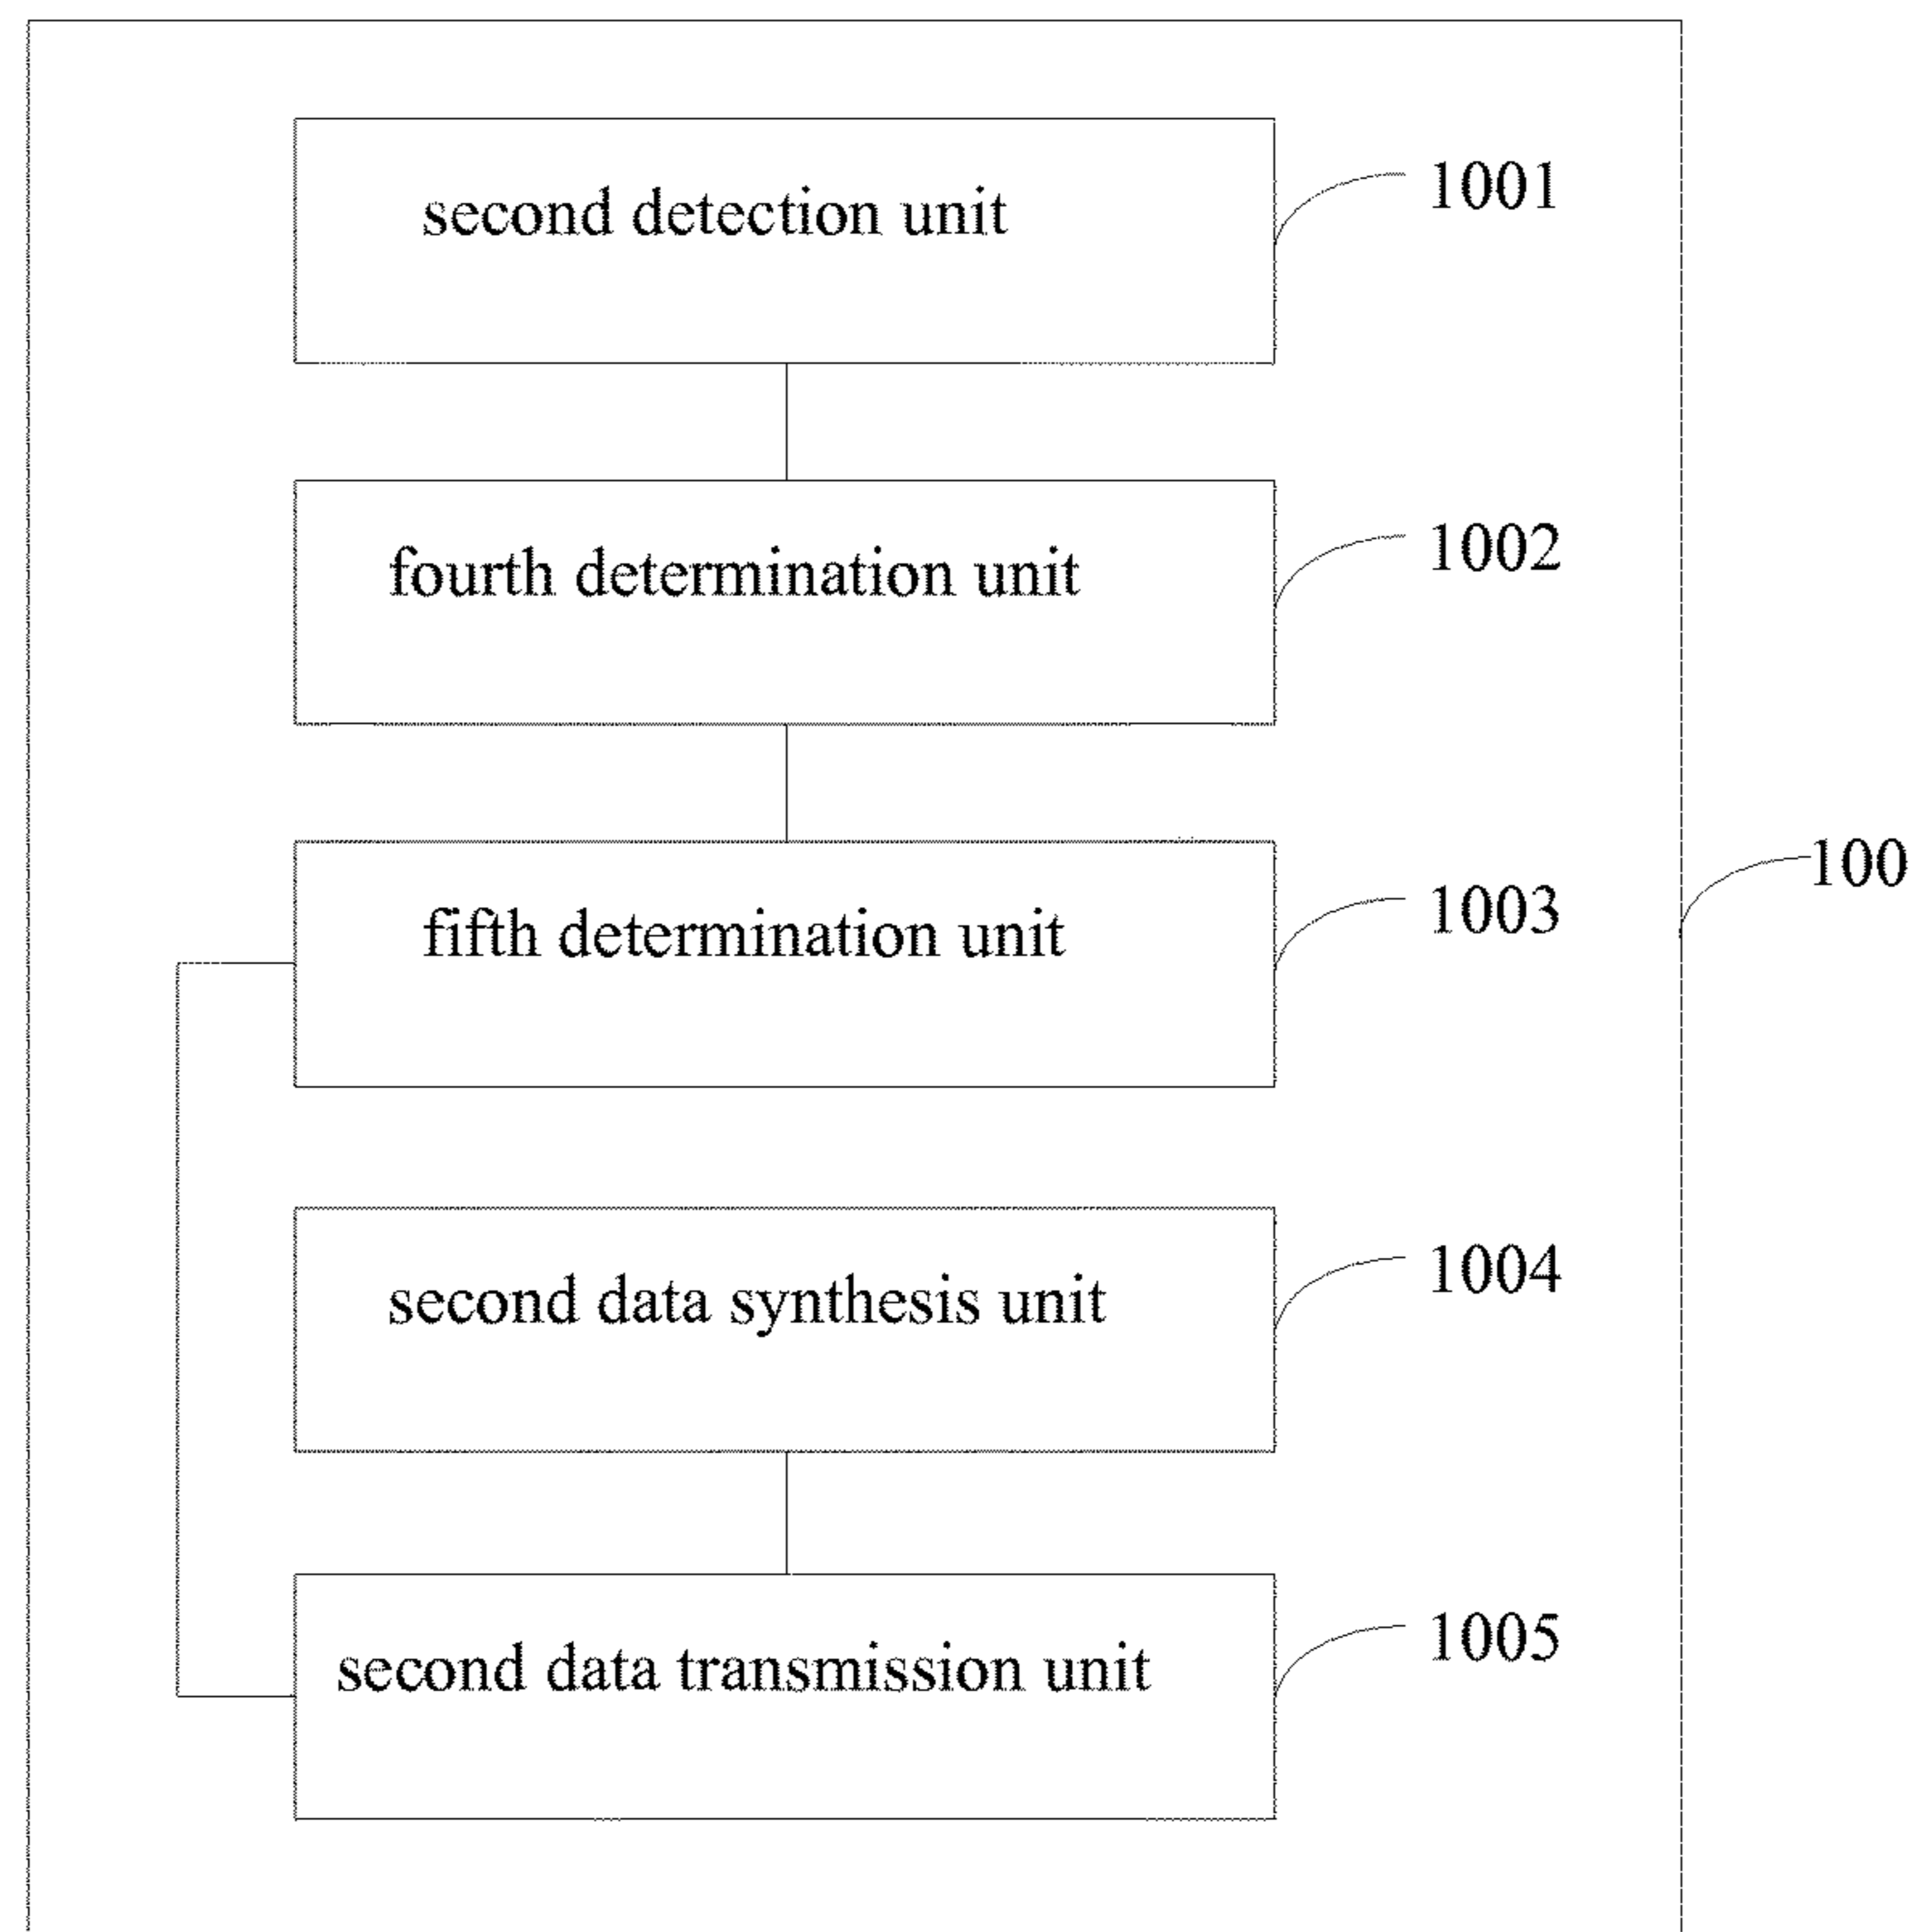 second detection unit
1001
fourth determination unit
1002
fifth determination unit
1003
100
second data synthesis unit
1004
second data transmission unit
1005